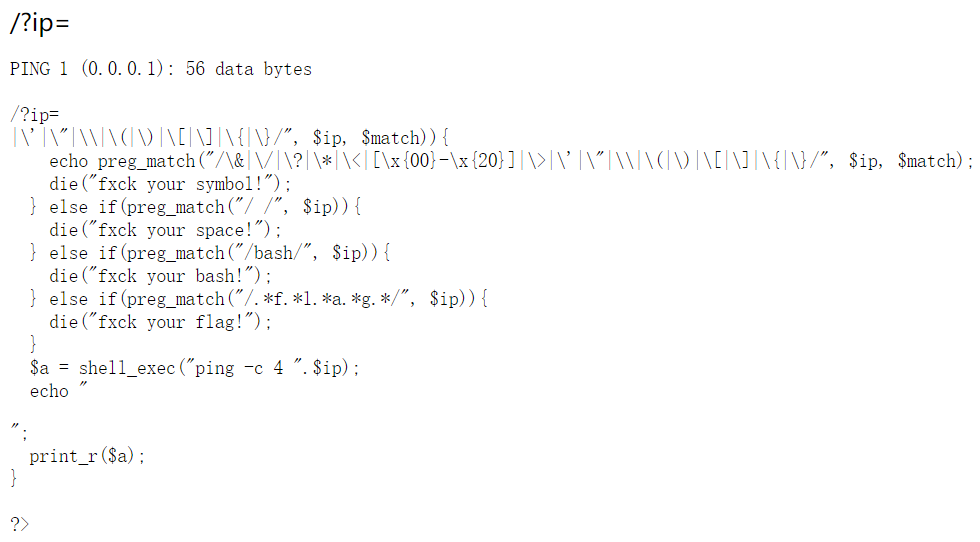 /?ip=
PING 1 (0.0.0.1): 56 data bytes
/?ip=
|\'|\"|\\|\(|\)|\[|\]|\{|\}/", $ip, $match)){
echo preg_match("/\&|\/|\?|\*|\<|[\x{00}-\x{20}]|\>|\'|\"|\\|\(|\)|\[|\]|\{|\}/", $ip, $match);
die("fxck your symbol!");
} else if(preg_match("/ /", $ip)){
die("fxck your space!");
} else if(preg_match("/bash/", $ip)){
die("fxck your bash!");
} else if(preg_match("/.*f.*l.*a.*g.*/", $ip)){
die("fxck your flag!");
}
$a = shell_exec("ping -c 4 ".$ip);
echo "
";
print_r($a);
}
?>